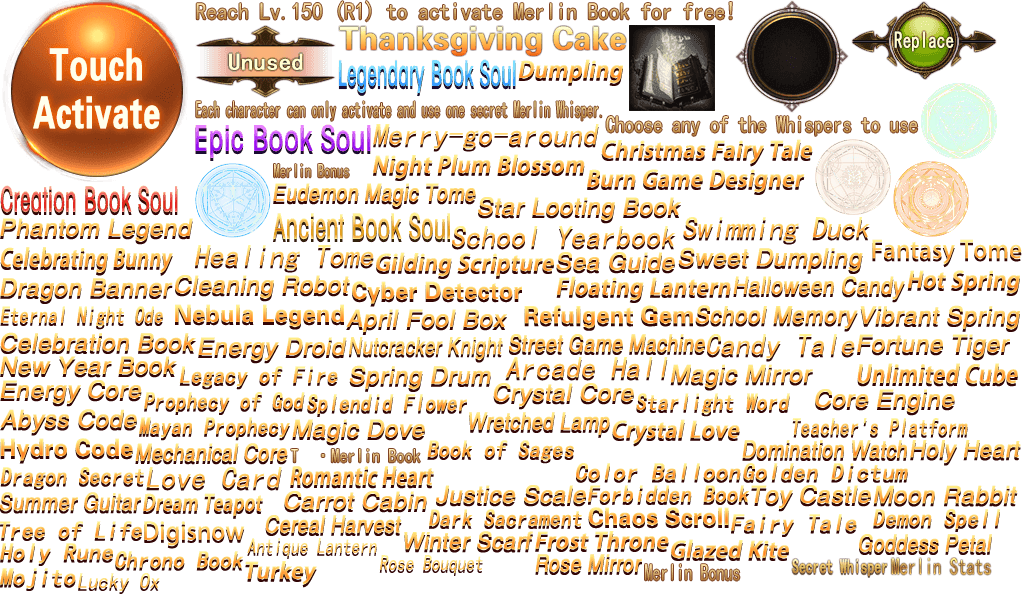 Reach Lv.150 (R1) to activate Merlin Book for free!
Touch
Activate
Unused
Thanksgiving Cake
Replace
Legendary Book Soul
Dumpling
Each character can only activate and use one secret Merlin Whisper.
Choose any of the Whispers to use
Epic Book Soul
Merry-go-around
Christmas Fairy Tale
Merlin Bonus
Night Plum Blossom
Burn Game Designer
Creation Book Soul
Eudemon Magic Tome
Star Looting Book
Phantom Legend
Ancient Book Soul
School Yearbook
Swimming Duck
Celebrating Bunny
Healing Tome
Gilding Scripture
Sea Guide
Sweet Dumpling
Fantasy Tome
Dragon Banner
Cleaning Robot
Cyber Detector
Floating Lantern
Halloween Candy
Hot Spring
Eternal Night Ode
Nebula Legend
April Fool Box
Refulgent Gem
School Memory
Vibrant Spring
Celebration Book
Energy Droid
Nutcracker Knight
Street Game Machine
Candy Tale
Fortune Tiger
New Year Book
Legacy of Fire
Spring Drum
Arcade Hall
Magic Mirror
Unlimited Cube
Energy Core
Prophecy of God
Splendid Flower
Crystal Core
Starlight Word
Core Engine
Abyss Code
Mayan Prophecy
Magic Dove
Wretched Lamp
Crystal Love
Teacher's Platform
Hydro Code
Mechanical Core
T ·Merlin Book
Book of Sages
Domination Watch
Holy Heart
Dragon Secret
Love Card
Romantic Heart
Color Balloon
Golden Dictum
Summer Guitar
Dream Teapot
Carrot Cabin
Justice Scale
Forbidden Book
Toy Castle
Moon Rabbit
Tree of Life
Digisnow
Cereal Harvest
Dark Sacrament
Chaos Scroll
Fairy Tale
Demon Spell
Holy Rune
Chrono Book
Antique Lantern
Winter Scarf
Frost Throne
Glazed Kite
Goddess Petal
Mojito
Lucky Ox
Turkey
Rose Bouquet
Rose Mirror
Merlin Bonus
Secret Whisper
Merlin Stats